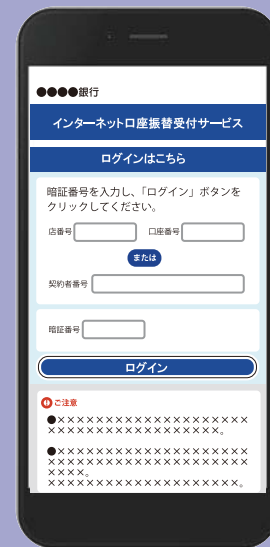 ●●●●銀行
インターネット口座振替受付サービス
ログインはこちら
暗証番号を入力し、「ログイン」ボタンを
クリックしてください。
店番号 口座番号
または
契約者番号
暗証番号
ログイン
ご注意
●××××××××××××××××××
×××××××××××××××××。
●××××××××××××××××××
×××××××××××××××××××
××××。
××××××××××××××××××。